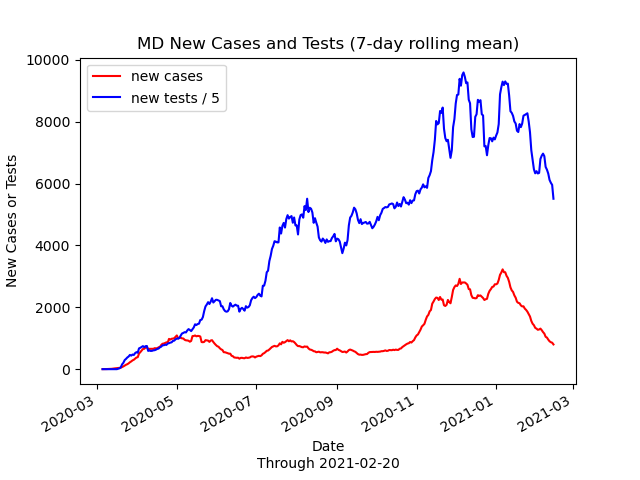 MD New Cases and Tests (7-day rolling mean)
new cases
new tests / 5
New Cases or Tests
10000
8000
6000
4000
2000
0
2020-03
2020-05
2020-07
2020-09
2020-11
2021-01
2021-03
Date
Through 2021-02-20